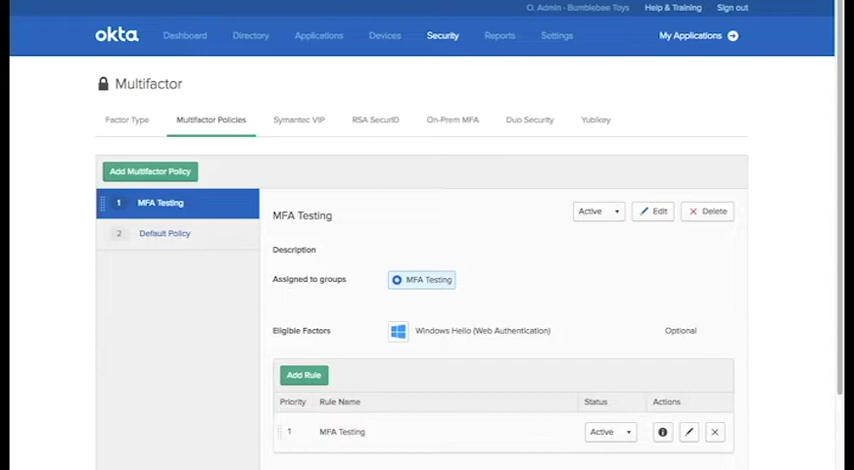 O. Admin - Bumblebee Toys Help & Training Sign out
okta Dashboard Directory Applications Devices Security Reports Settings My Applications
Multifactor
Factor Type Multifactor Policies Symantec VIP RSA SecurID On-Prem MFA Duo Security Yubikey
Add Multifactor Policy
1 MFA Testing
2 Default Policy
MFA Testing Active Edit Delete
Description
Assigned to groups MFA Testing
Eligible Factors Windows Hello (Web Authentication) Optional
Add Rule
Priority Rule Name Status Actions
1 MFA Testing Active